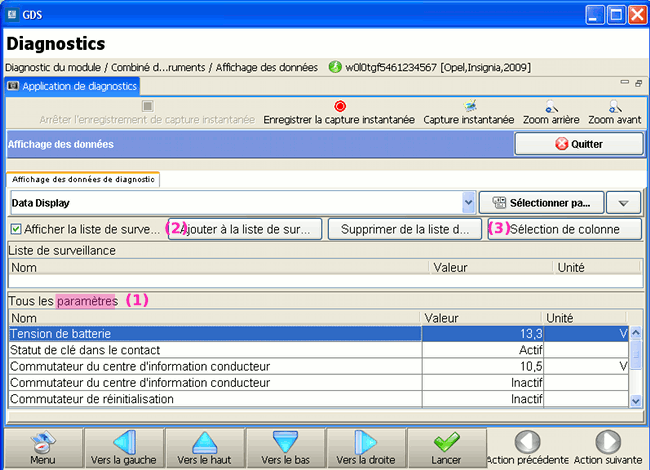 GDS
Diagnostics
Diagnostic du module / Combiné d...ruments / Affichage des données w0l0tgf5461234567 [Opel,Insignia,2009]
Application de diagnostics
Arrêter l'enregistrement de capture instantanée Enregistrer la capture instantanée Capture instantanée Zoom arrière Zoom avant
Affichage des données Quitter
Affichage des données de diagnostic
Data Display Sélectionner pa...
Afficher la liste de surve... (2) Ajouter à la liste de sur... Supprimer de la liste d... (3) Sélection de colonne
Liste de surveillance
Nom Valeur Unité
Tous les paramètres (1)
Nom Valeur Unité
Tension de batterie 13,3 V
Statut de clé dans le contact Actif
Commutateur du centre d'information conducteur 10,5 V
Commutateur du centre d'information conducteur Inactif
Commutateur de réinitialisation Inactif
Menu Vers la gauche Vers le haut Vers le bas Vers la droite Lancer Action précédente Action suivante